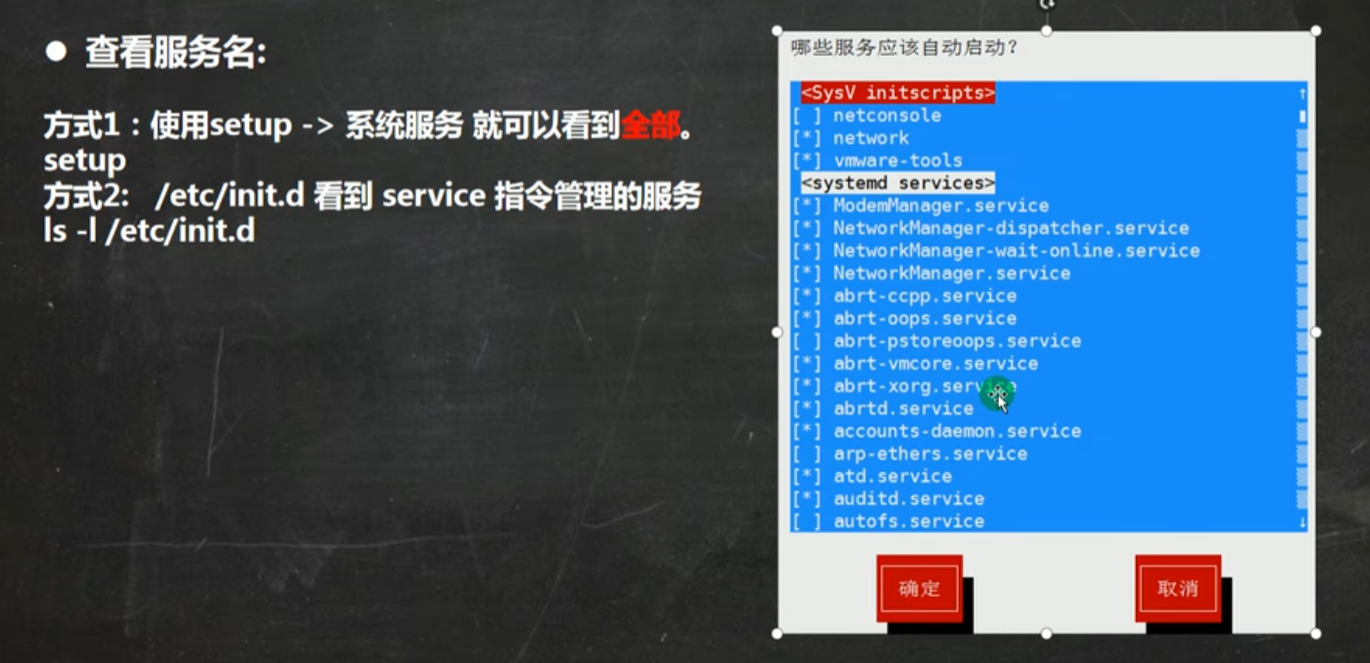 ● 查看服务名:
方式1：使用setup -> 系统服务 就可以看到全部。
setup
方式2: /etc/init.d 看到 service 指令管理的服务
ls -l /etc/init.d
哪些服务应该自动启动?
<SysV initscripts>
[ ] netconsole
[*] network
[*] vmware-tools
<systemd services>
[*] ModemManager.service
[*] NetworkManager-dispatcher.service
[*] NetworkManager-wait-online.service
[*] NetworkManager.service
[*] abrt-ccpp.service
[*] abrt-oops.service
[ ] abrt-pstoreoops.service
[*] abrt-vmcore.service
[*] abrt-xorg.service
[*] abrtd.service
[*] accounts-daemon.service
[ ] arp-ethers.service
[*] atd.service
[*] auditd.service
[ ] autofs.service
确定
取消